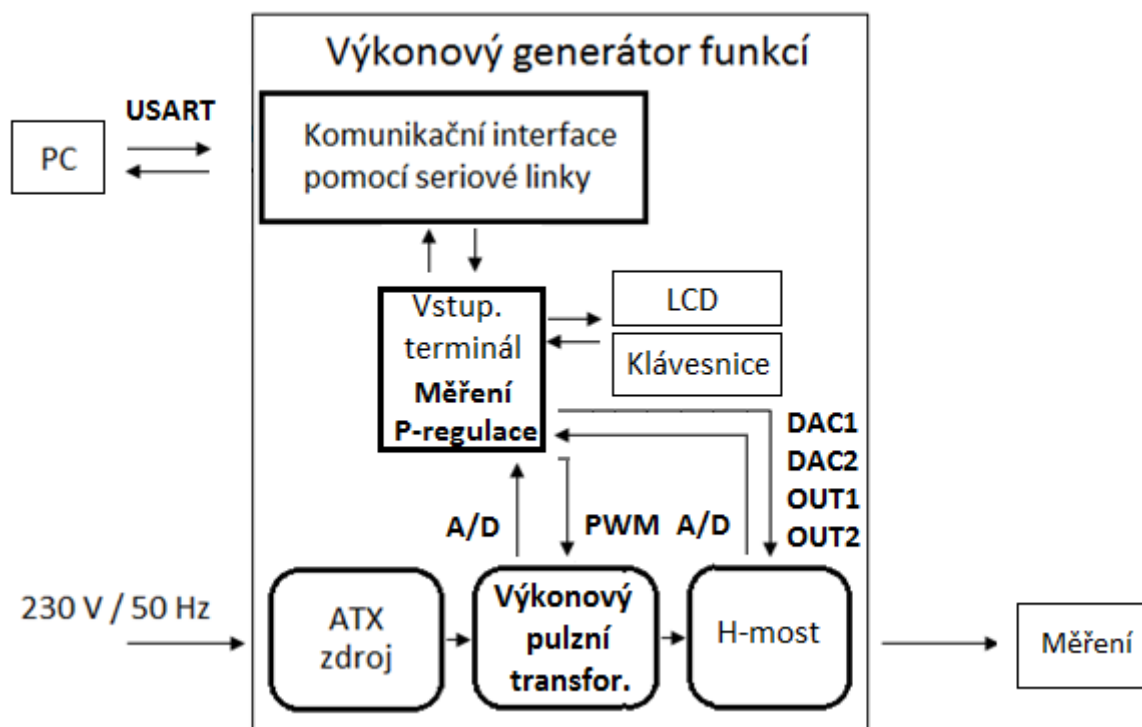 Výkonový generátor funkcí
USART
PC
Komunikační interface
pomocí seriové linky
Vstup.
terminál
Měření
P-regulace
LCD
Klávesnice
DAC1
DAC2
OUT1
OUT2
A/D
PWM
A/D
230 V / 50 Hz
ATX
zdroj
Výkonový
pulzní
transfor.
H-most
Měření